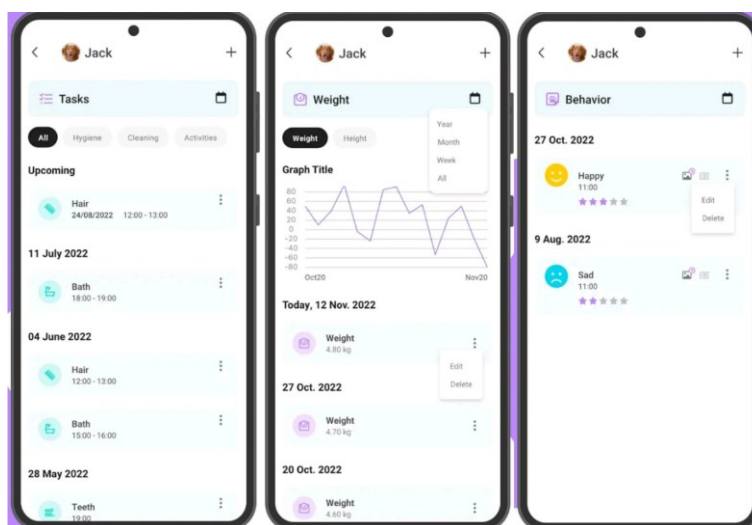 Jack
Tasks
All Hygiene Cleaning Activities
Upcoming
Hair
24/08/2022 12:00 - 13:00
11 July 2022
Bath
18:00 - 19:00
04 June 2022
Hair
12:00 - 13:00
Bath
15:00 - 16:00
28 May 2022
Teeth
19:00
Jack
Weight
Year
Month
Week
All
Weight Height
Graph Title
80
60
40
20
0
-20
-40
-60
-80
Oct20 Nov20
Today, 12 Nov. 2022
Weight
4.80 kg
Edit
Delete
27 Oct. 2022
Weight
4.70 kg
20 Oct. 2022
Weight
4.60 kg
Jack
Behavior
27 Oct. 2022
Happy
11:00
Edit
Delete
9 Aug. 2022
Sad
11:00